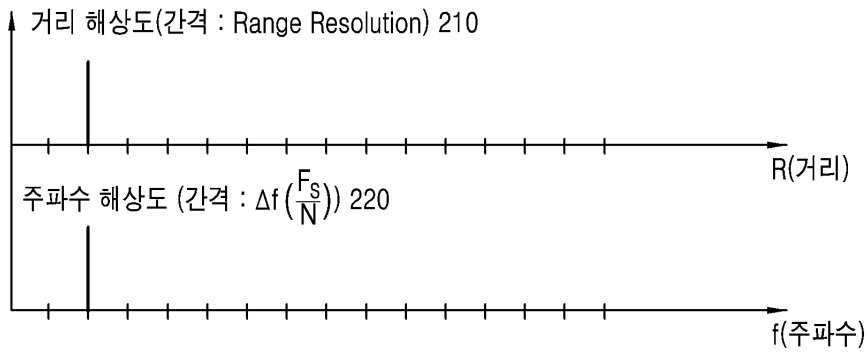 거리 해상도(간격 : Range Resolution) 210
R(거리)
주파수 해상도 (간격 : Δf(F_S/N)) 220
f(주파수)